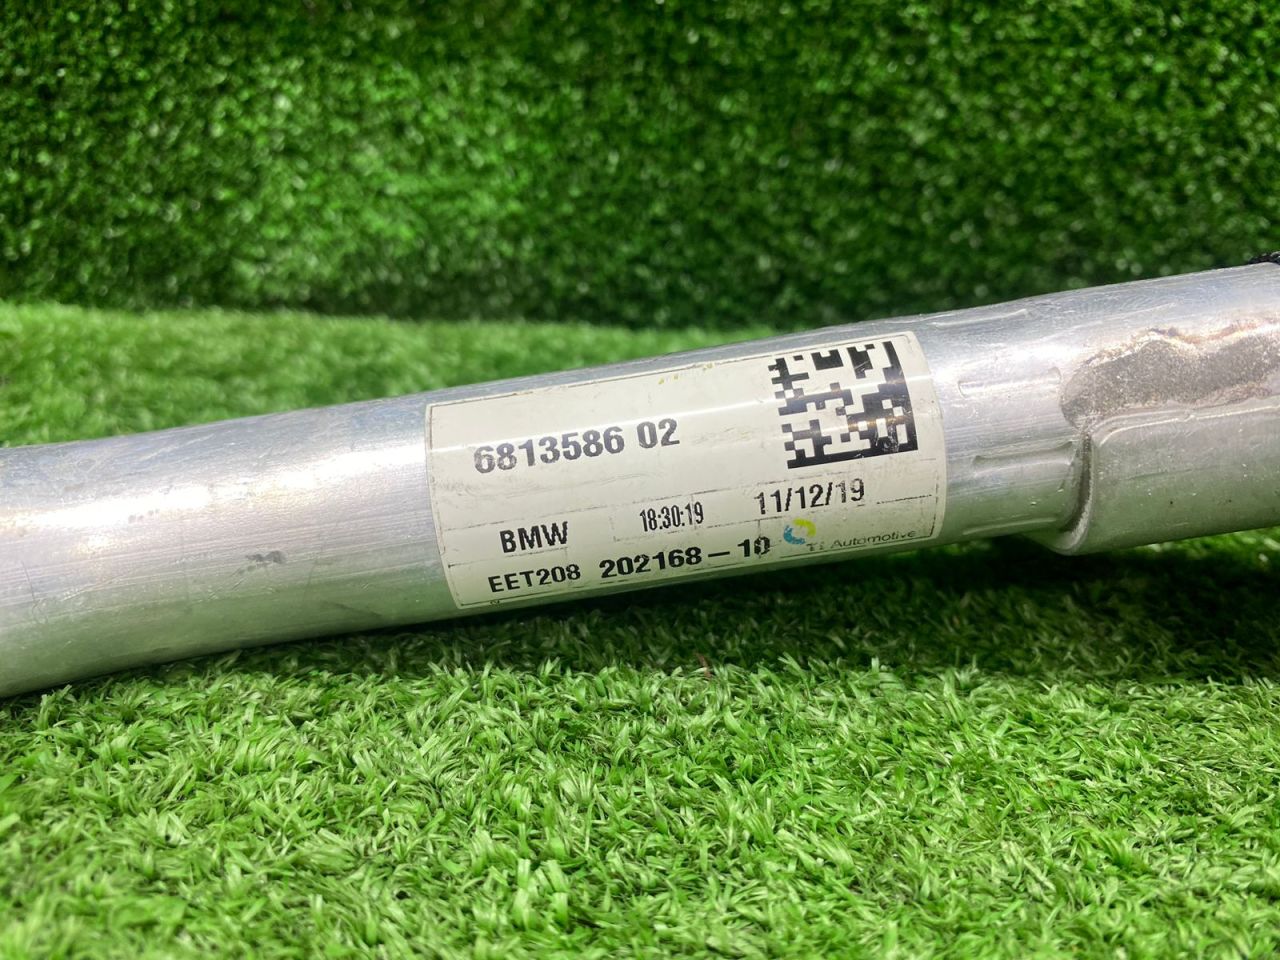 6813586 02
BMW 18:30:19 11/12/19
EET208 202168-10 TI Automotive